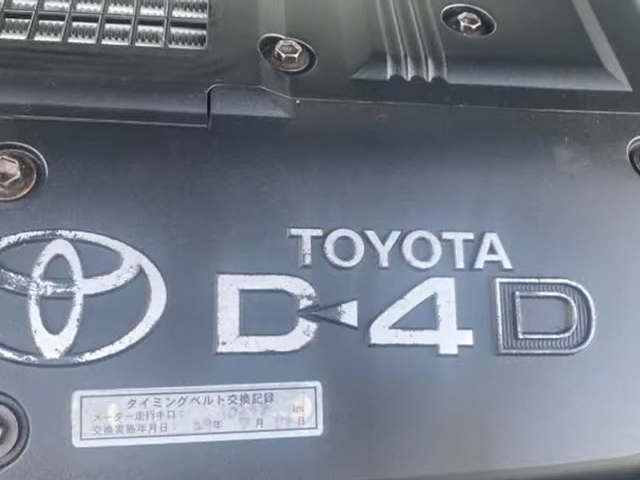 TOYOTA
D-4D
タイミングベルト交換記録
メーター走行キロ： km
交換実施年月日： 年 月 日